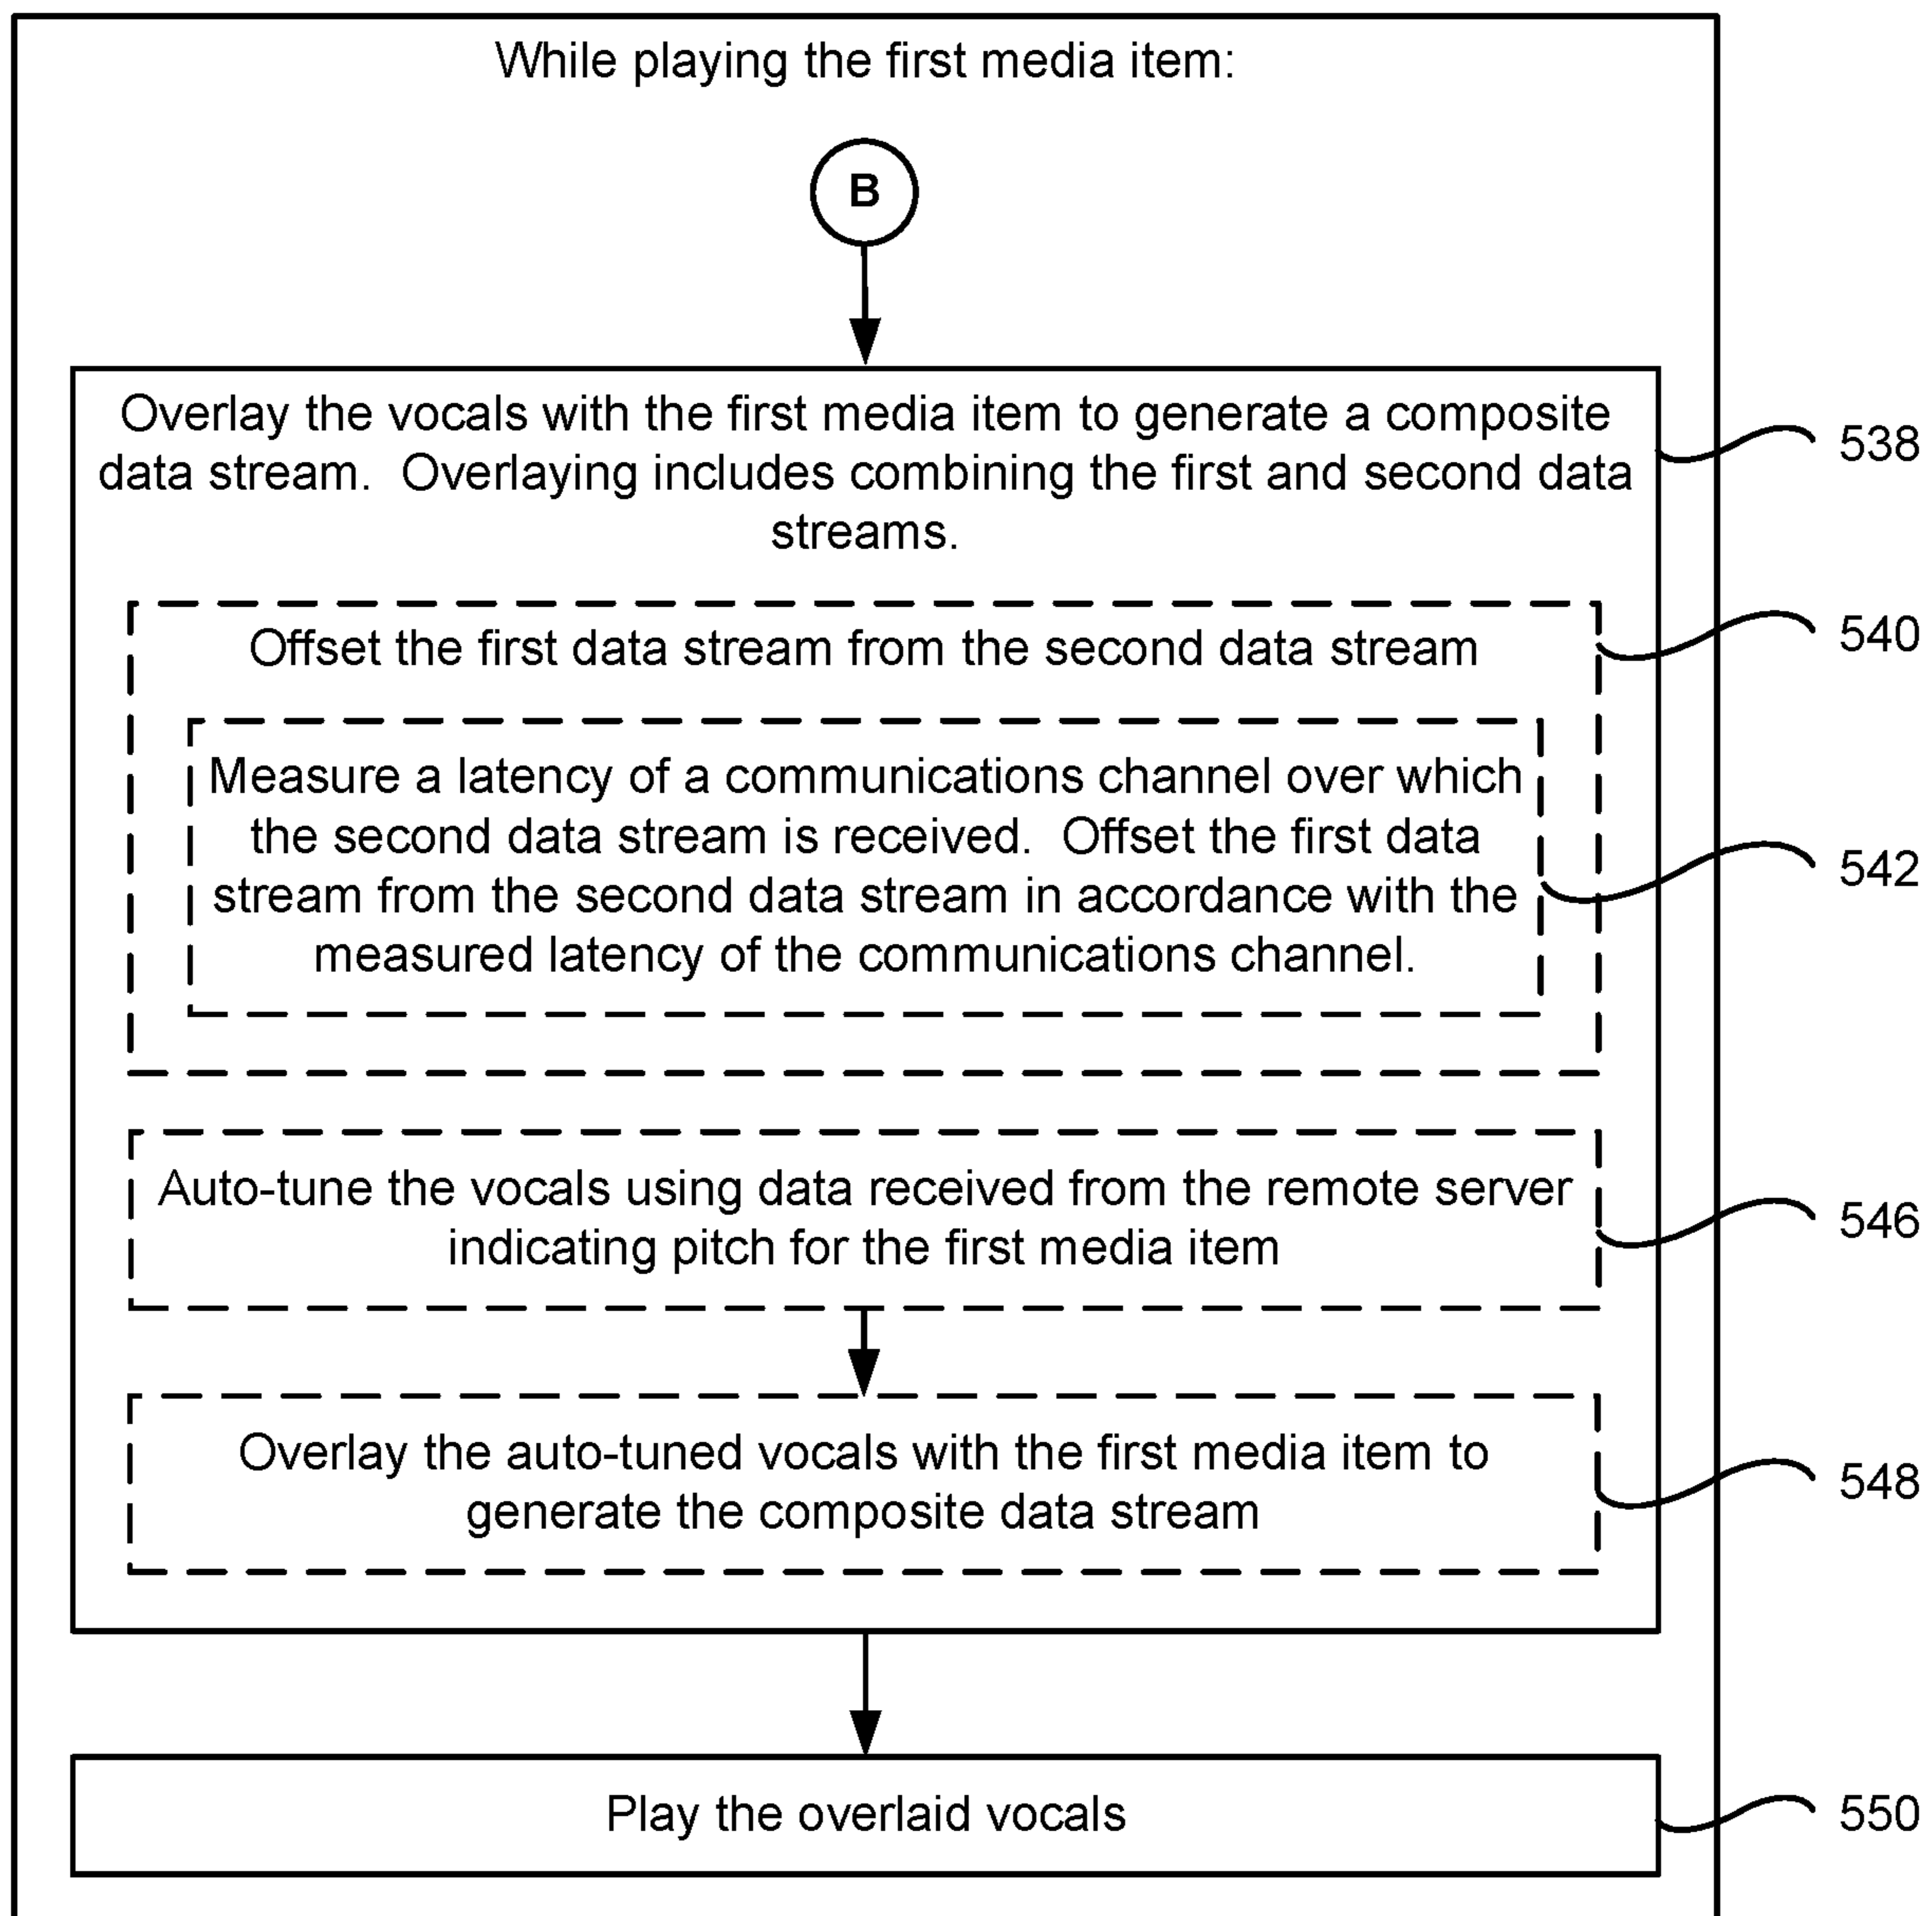 While playing the first media item:
B
Overlay the vocals with the first media item to generate a composite
data stream.  Overlaying includes combining the first and second data
streams.
538
Offset the first data stream from the second data stream
540
Measure a latency of a communications channel over which
the second data stream is received.  Offset the first data
stream from the second data stream in accordance with the
measured latency of the communications channel.
542
Auto-tune the vocals using data received from the remote server
indicating pitch for the first media item
546
Overlay the auto-tuned vocals with the first media item to
generate the composite data stream
548
Play the overlaid vocals
550